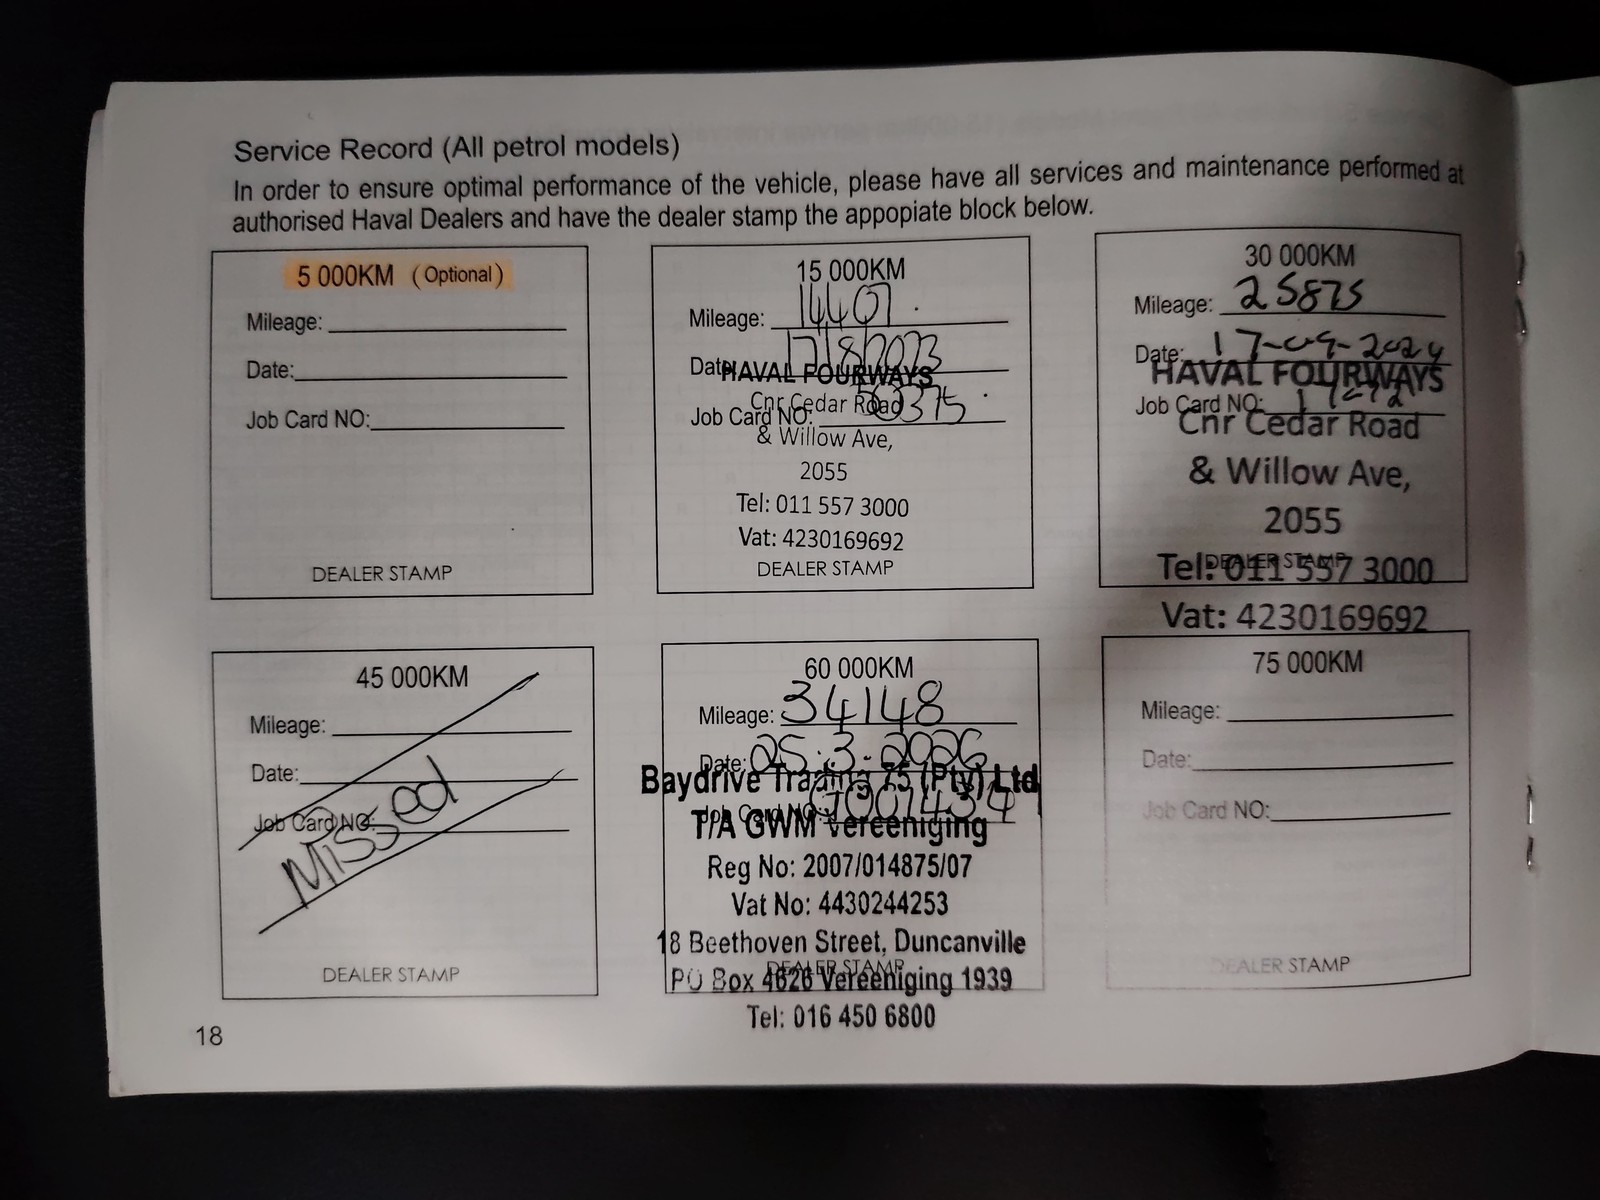 Service Record (All petrol models)
In order to ensure optimal performance of the vehicle, please have all services and maintenance performed at
authorised Haval Dealers and have the dealer stamp the appopiate block below.
5 000KM (Optional)
Mileage:
Date:
Job Card NO:
DEALER STAMP
15 000KM
Mileage: 14407
Date: 17/8/2023
HAVAL FOURWAYS
Cnr Cedar Road
Job Card NO:
& Willow Ave,
2055
Tel: 011 557 3000
Vat: 4230169692
DEALER STAMP
30 000KM
Mileage: 25875
Date: 17-09-2024
HAVAL FOURWAYS
Job Card NO:
Cnr Cedar Road
& Willow Ave,
2055
DEALER STAMP
Tel: 011 557 3000
Vat: 4230169692
45 000KM
Mileage:
Date:
Job Card NO:
Missed
DEALER STAMP
60 000KM
Mileage: 34148
Date: 25.3.2026
Baydrive Trading 75 (Pty) Ltd
Job Card NO:
T/A GWM Vereeniging
Reg No: 2007/014875/07
Vat No: 4430244253
18 Beethoven Street, Duncanville
DEALER STAMP
PO Box 4626 Vereeniging 1939
Tel: 016 450 6800
75 000KM
Mileage:
Date:
Job Card NO:
DEALER STAMP
18